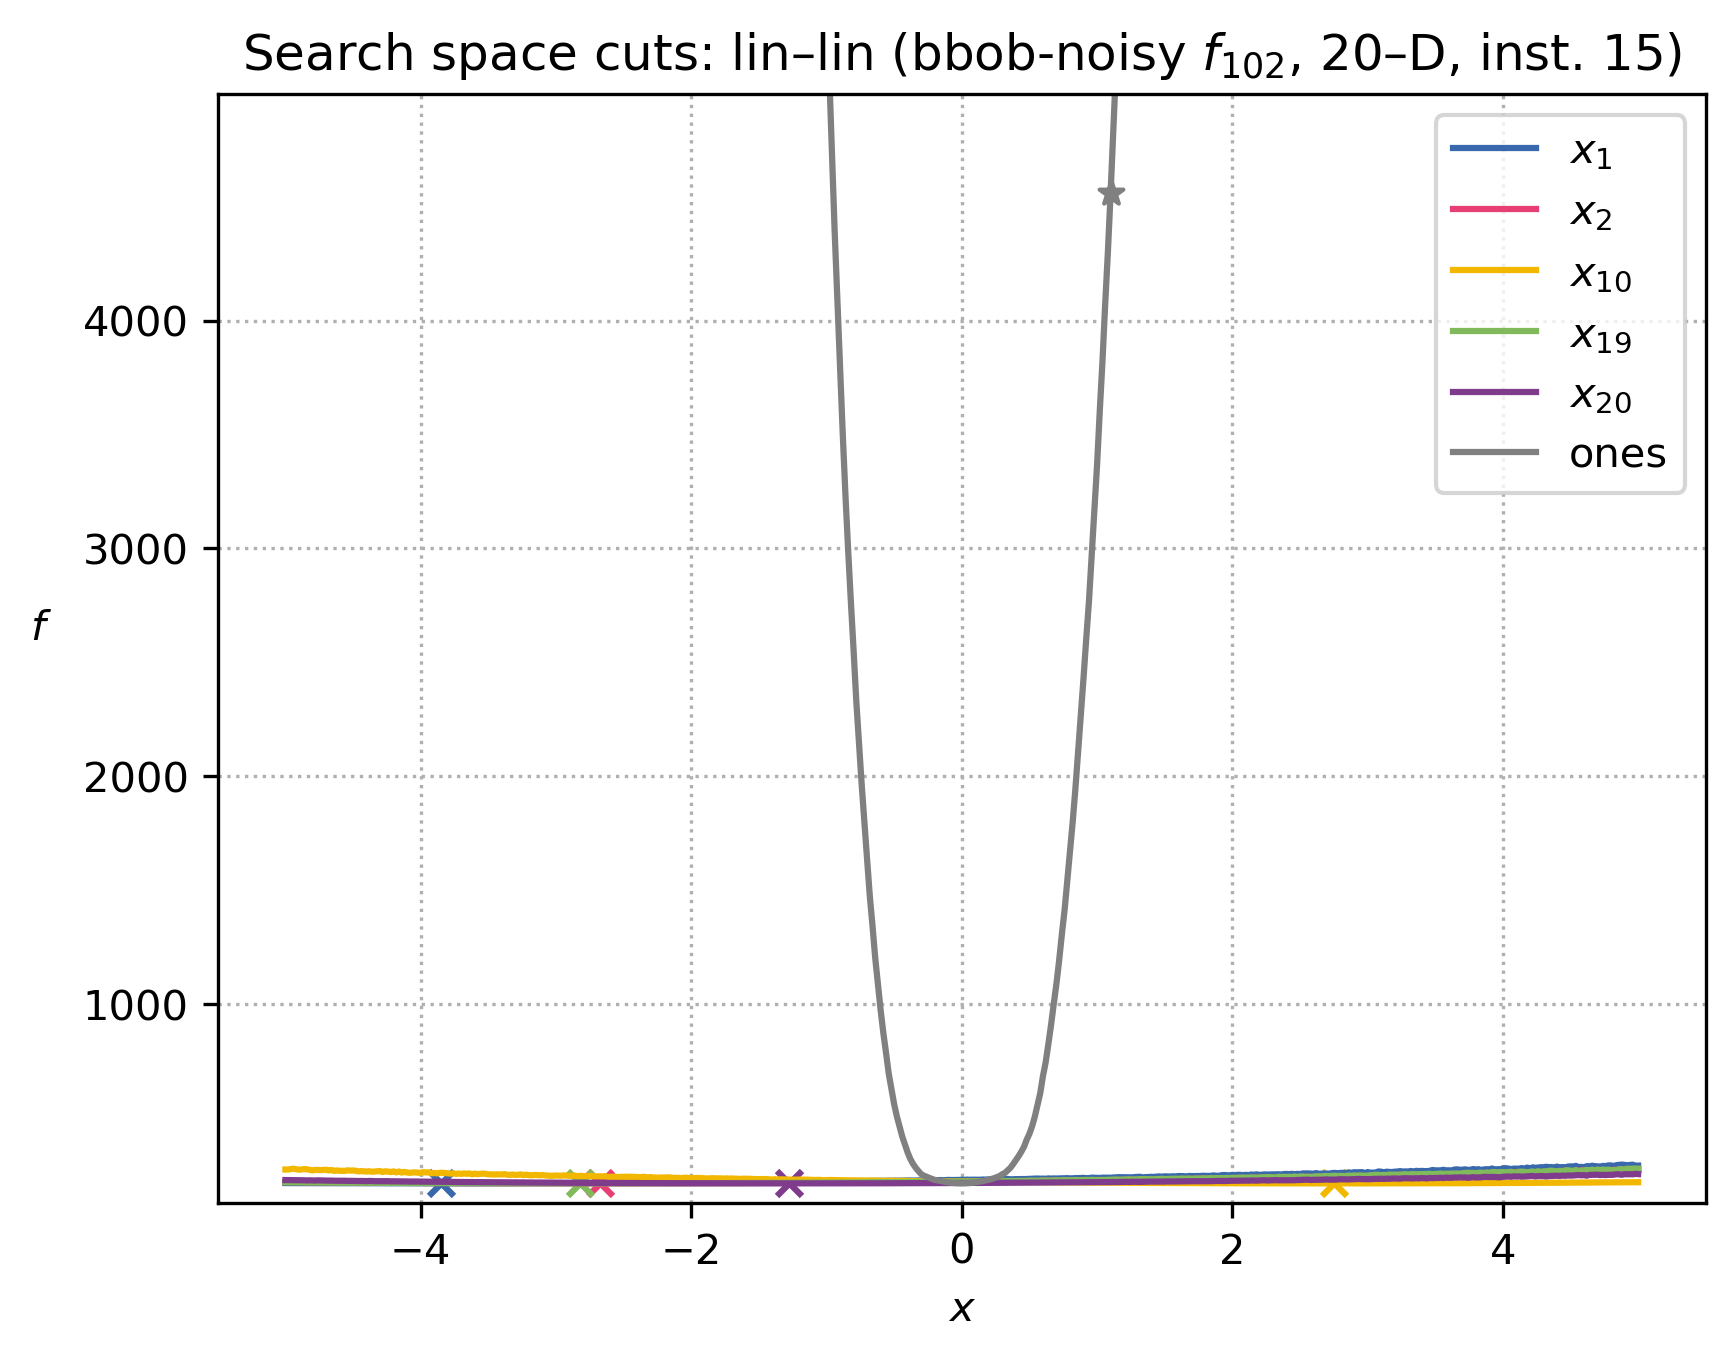 Search space cuts: lin–lin (bbob-noisy f₁₀₂, 20–D, inst. 15)
x₁
x₂
x₁₀
x₁₉
x₂₀
ones
4000
3000
2000
1000
f
−4 −2 0 2 4
x